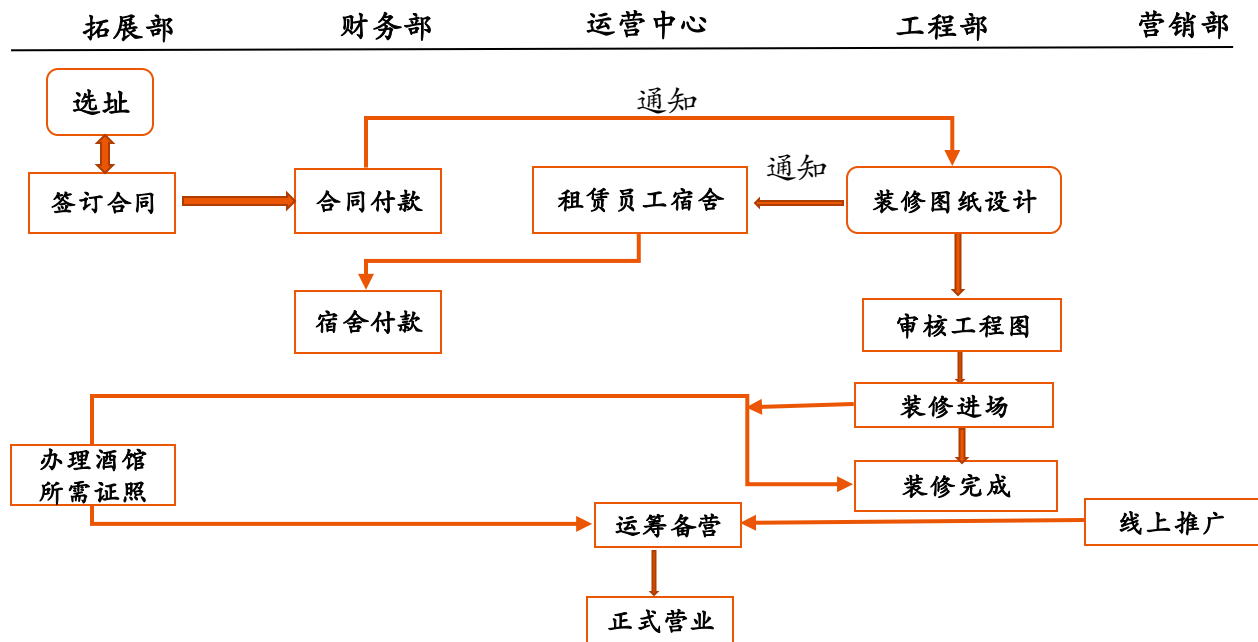 拓展部 财务部 运营中心 工程部 营销部
选址
通知
签订合同
合同付款
租赁员工宿舍
通知
装修图纸设计
宿舍付款
审核工程图
装修进场
办理酒馆
所需证照
装修完成
运筹备营
线上推广
正式营业